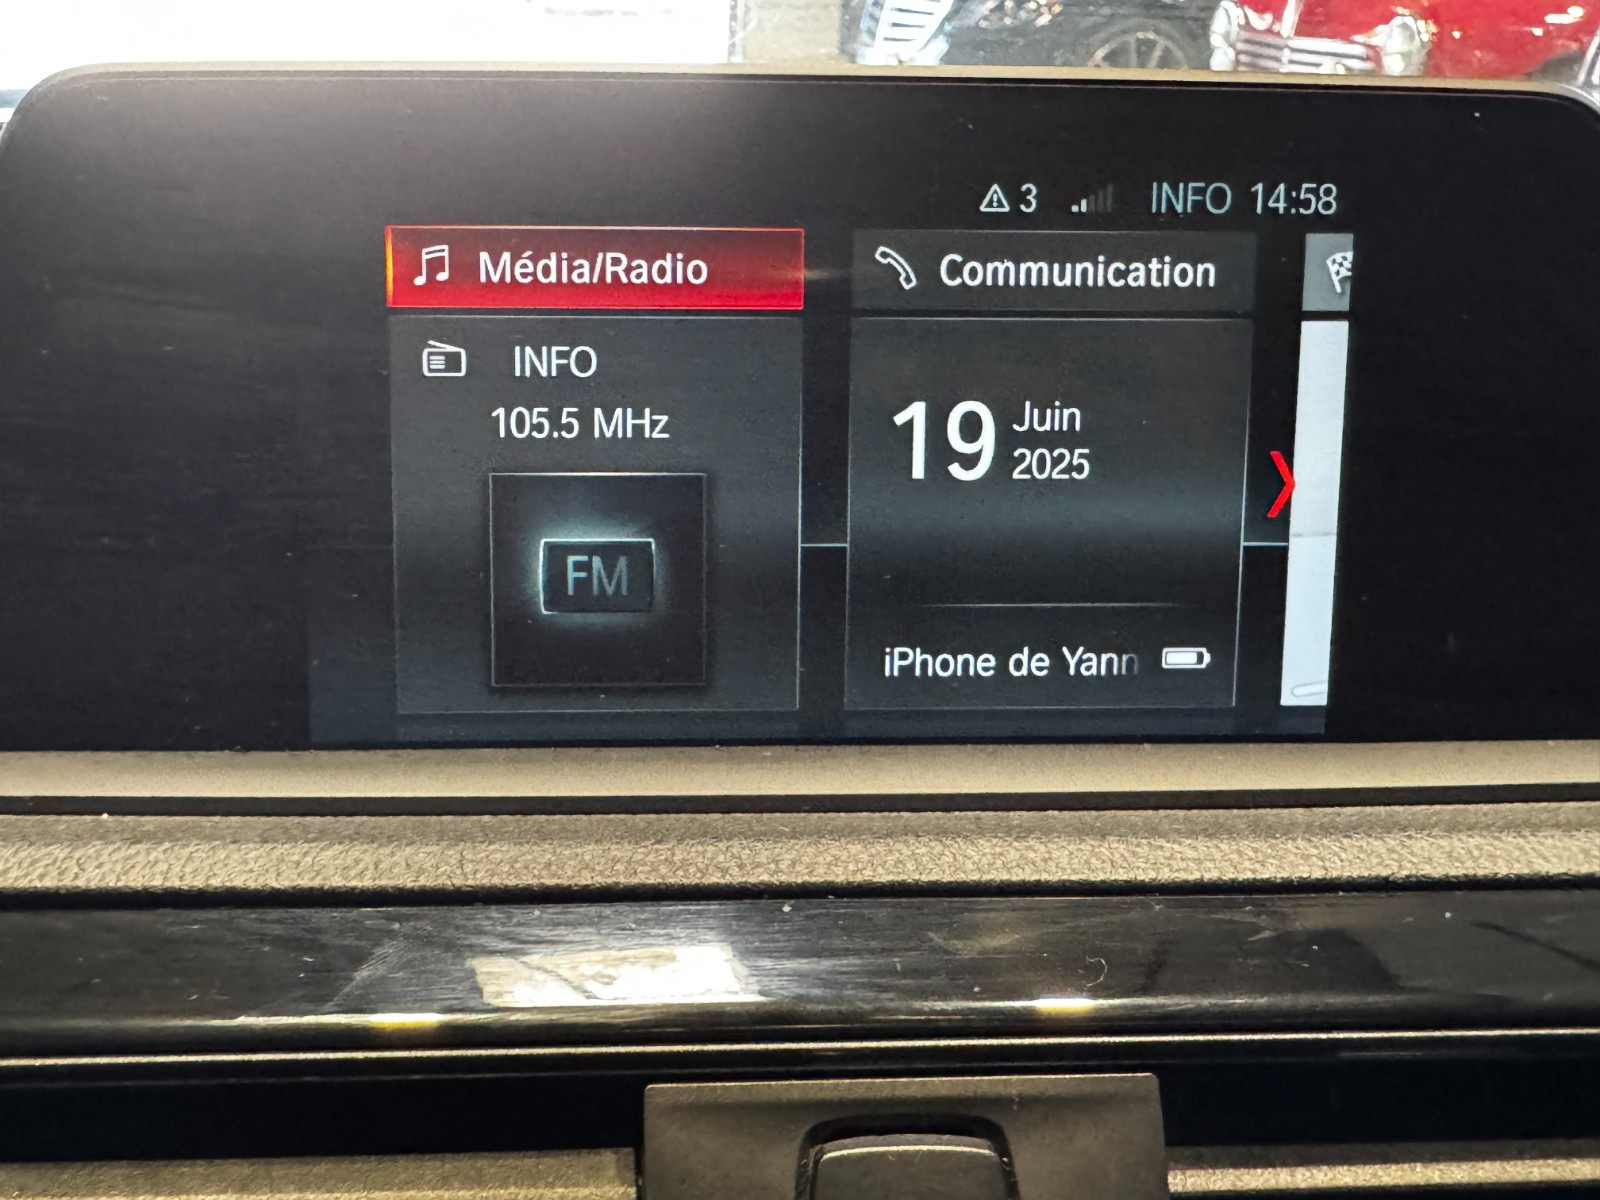 3 INFO 14:58
Média/Radio
Communication
INFO
105.5 MHz
FM
19 Juin
2025
iPhone de Yann